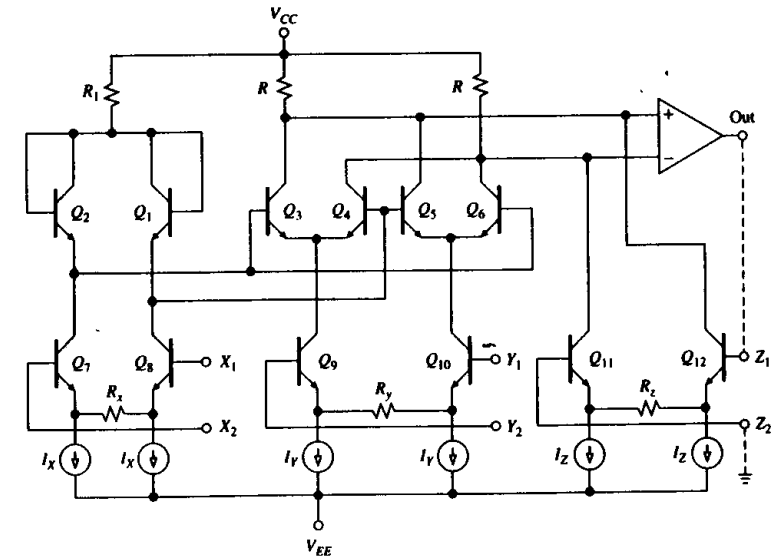 V_CC
R_1 R R
Out
+
−
Q_2 Q_1 Q_3 Q_4 Q_5 Q_6
Q_7 Q_8 X_1 Q_9 Q_10 Y_1 Q_11 Q_12 Z_1
R_x R_y R_z
X_2 Y_2 Z_2
I_X I_X I_Y I_Y I_Z I_Z
V_EE